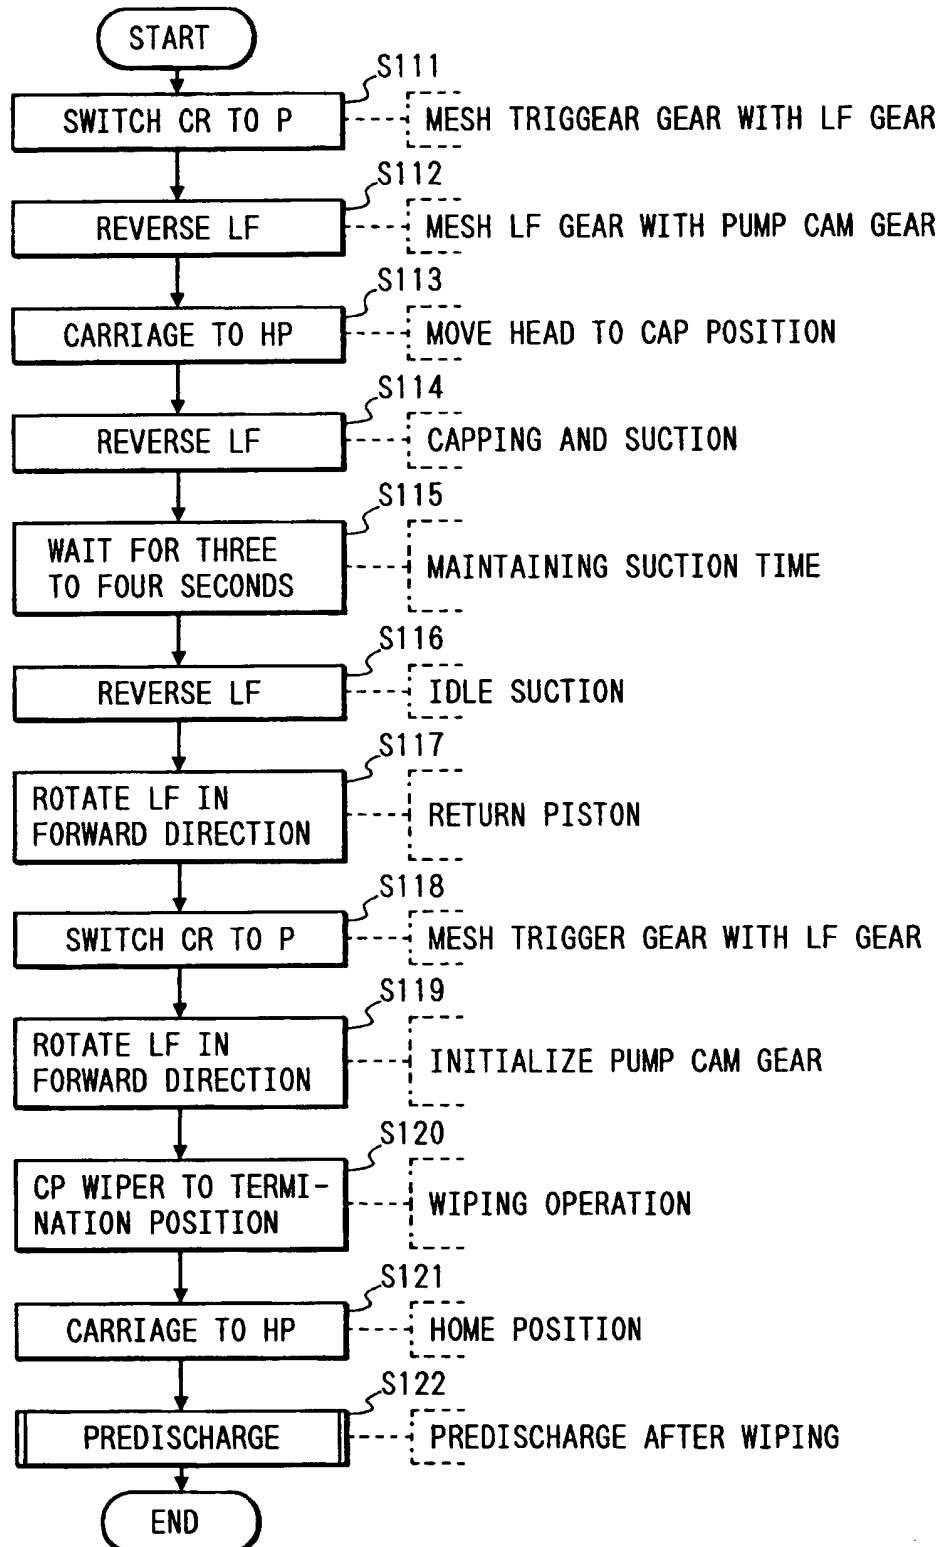 START
S111
SWITCH CR TO P
MESH TRIGGEAR GEAR WITH LF GEAR
S112
REVERSE LF
MESH LF GEAR WITH PUMP CAM GEAR
S113
CARRIAGE TO HP
MOVE HEAD TO CAP POSITION
S114
REVERSE LF
CAPPING AND SUCTION
S115
WAIT FOR THREE
TO FOUR SECONDS
MAINTAINING SUCTION TIME
S116
REVERSE LF
IDLE SUCTION
S117
ROTATE LF IN
FORWARD DIRECTION
RETURN PISTON
S118
SWITCH CR TO P
MESH TRIGGER GEAR WITH LF GEAR
S119
ROTATE LF IN
FORWARD DIRECTION
INITIALIZE PUMP CAM GEAR
S120
CP WIPER TO TERMI-
NATION POSITION
WIPING OPERATION
S121
CARRIAGE TO HP
HOME POSITION
S122
PREDISCHARGE
PREDISCHARGE AFTER WIPING
END